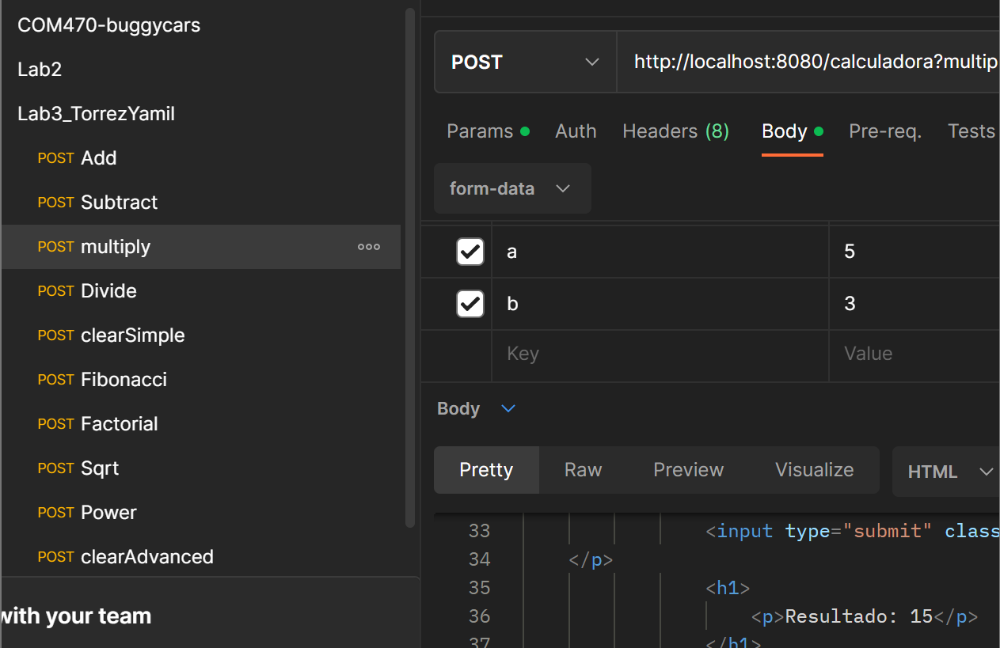 COM470-buggycars
Lab2
Lab3_TorrezYamil
POST Add
POST Subtract
POST multiply
POST Divide
POST clearSimple
POST Fibonacci
POST Factorial
POST Sqrt
POST Power
POST clearAdvanced
with your team
POST http://localhost:8080/calculadora?multip
Params Auth Headers (8) Body Pre-req. Tests
form-data
a 5
b 3
Key Value
Body
Pretty Raw Preview Visualize HTML
33 <input type="submit" class
34 </p>
35 <h1>
36 <p>Resultado: 15</p>
37 </h1>